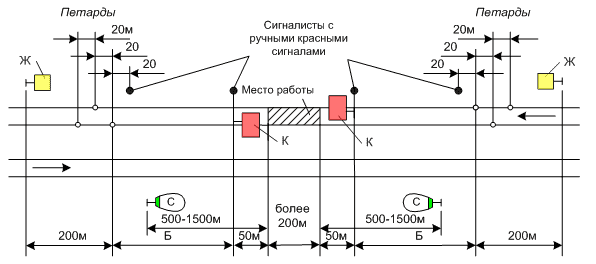 Петарды
Сигналисты с
ручными красными
сигналами
Петарды
20м
20
20
20м
20
20
Ж
Ж
Место работы
К
К
С
С
500-1500м
более
200м
500-1500м
200м
Б
50м
50м
Б
200м